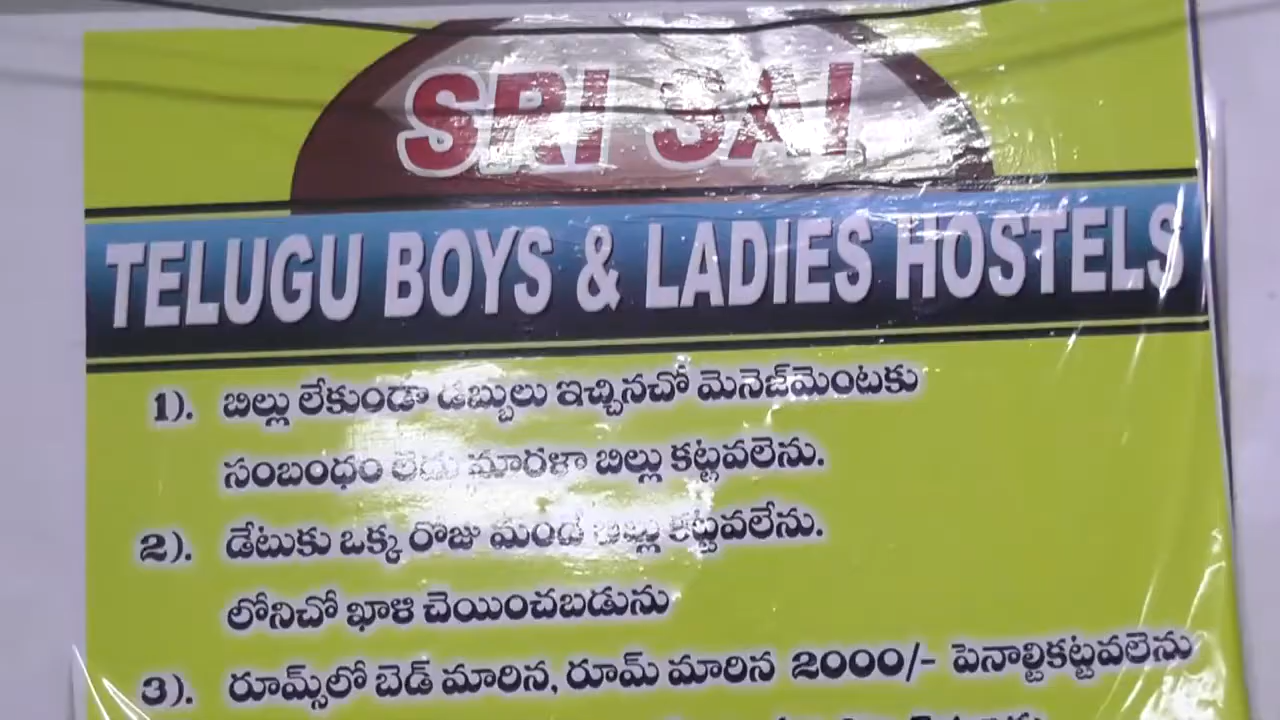 SRI SAI
TELUGU BOYS & LADIES HOSTELS
1). బిల్లు లేకుండా డబ్బులు ఇచ్చినచో మెనెజ్‌మెంటకు
సంబంధం లేదు మారళా బిల్లు కట్టవలెను.
2). డేటుకు ఒక్క రోజు ముందే బిల్లు కట్టవలేను.
లోనిచో ఖాళి చెయించబడును
3). రూమ్స్‌లో బెడ్ మారిన, రూమ్ మారిన 2000/- పెనాల్టికట్టవలెను